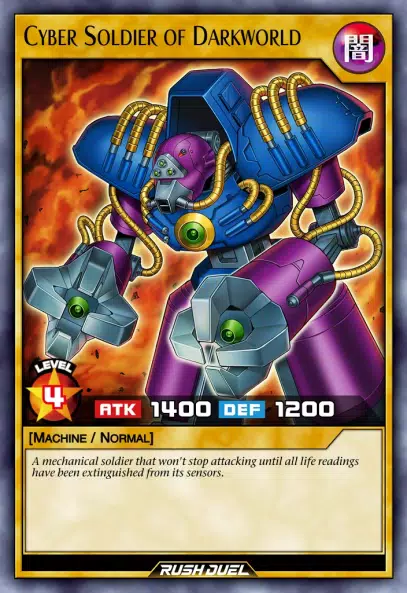 CYBER SOLDIER OF DARKWORLD
闇
LEVEL
4
ATK 1400 DEF 1200
[MACHINE / NORMAL]
A mechanical soldier that won't stop attacking until all life readings
have been extinguished from its sensors.
RUSH DUEL